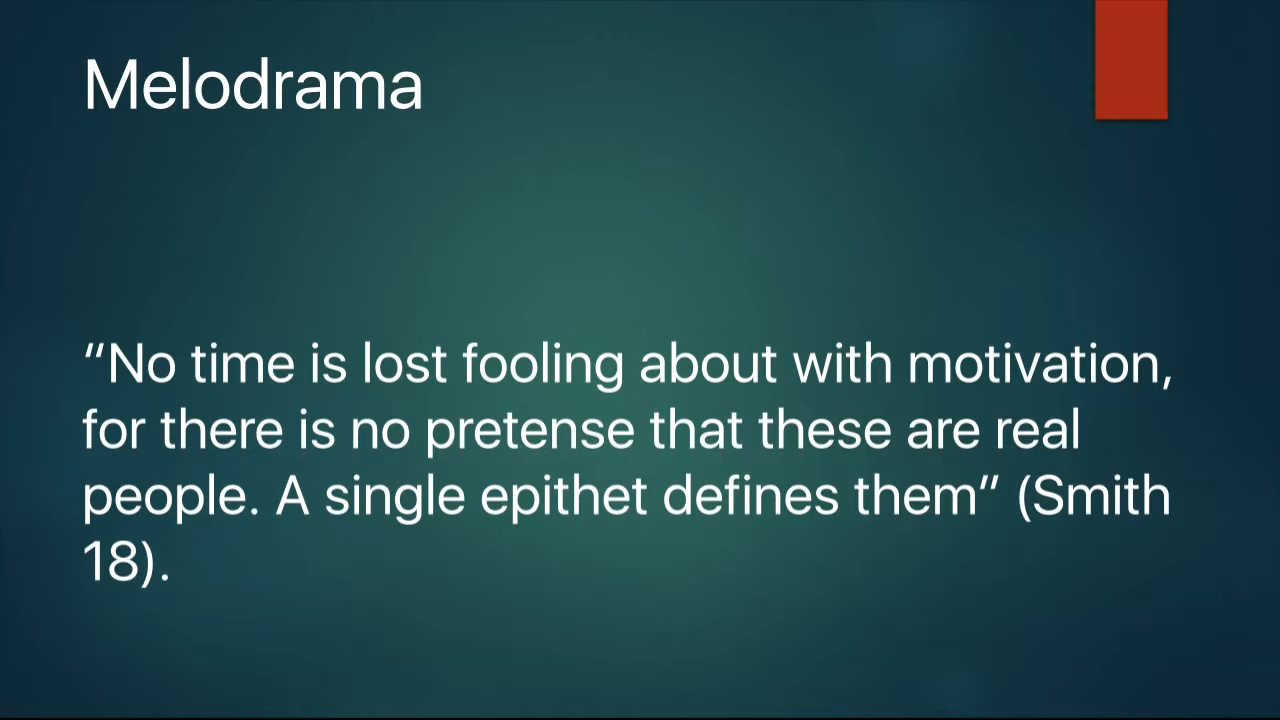 Melodrama
“No time is lost fooling about with motivation,
for there is no pretense that these are real
people. A single epithet defines them” (Smith
18).